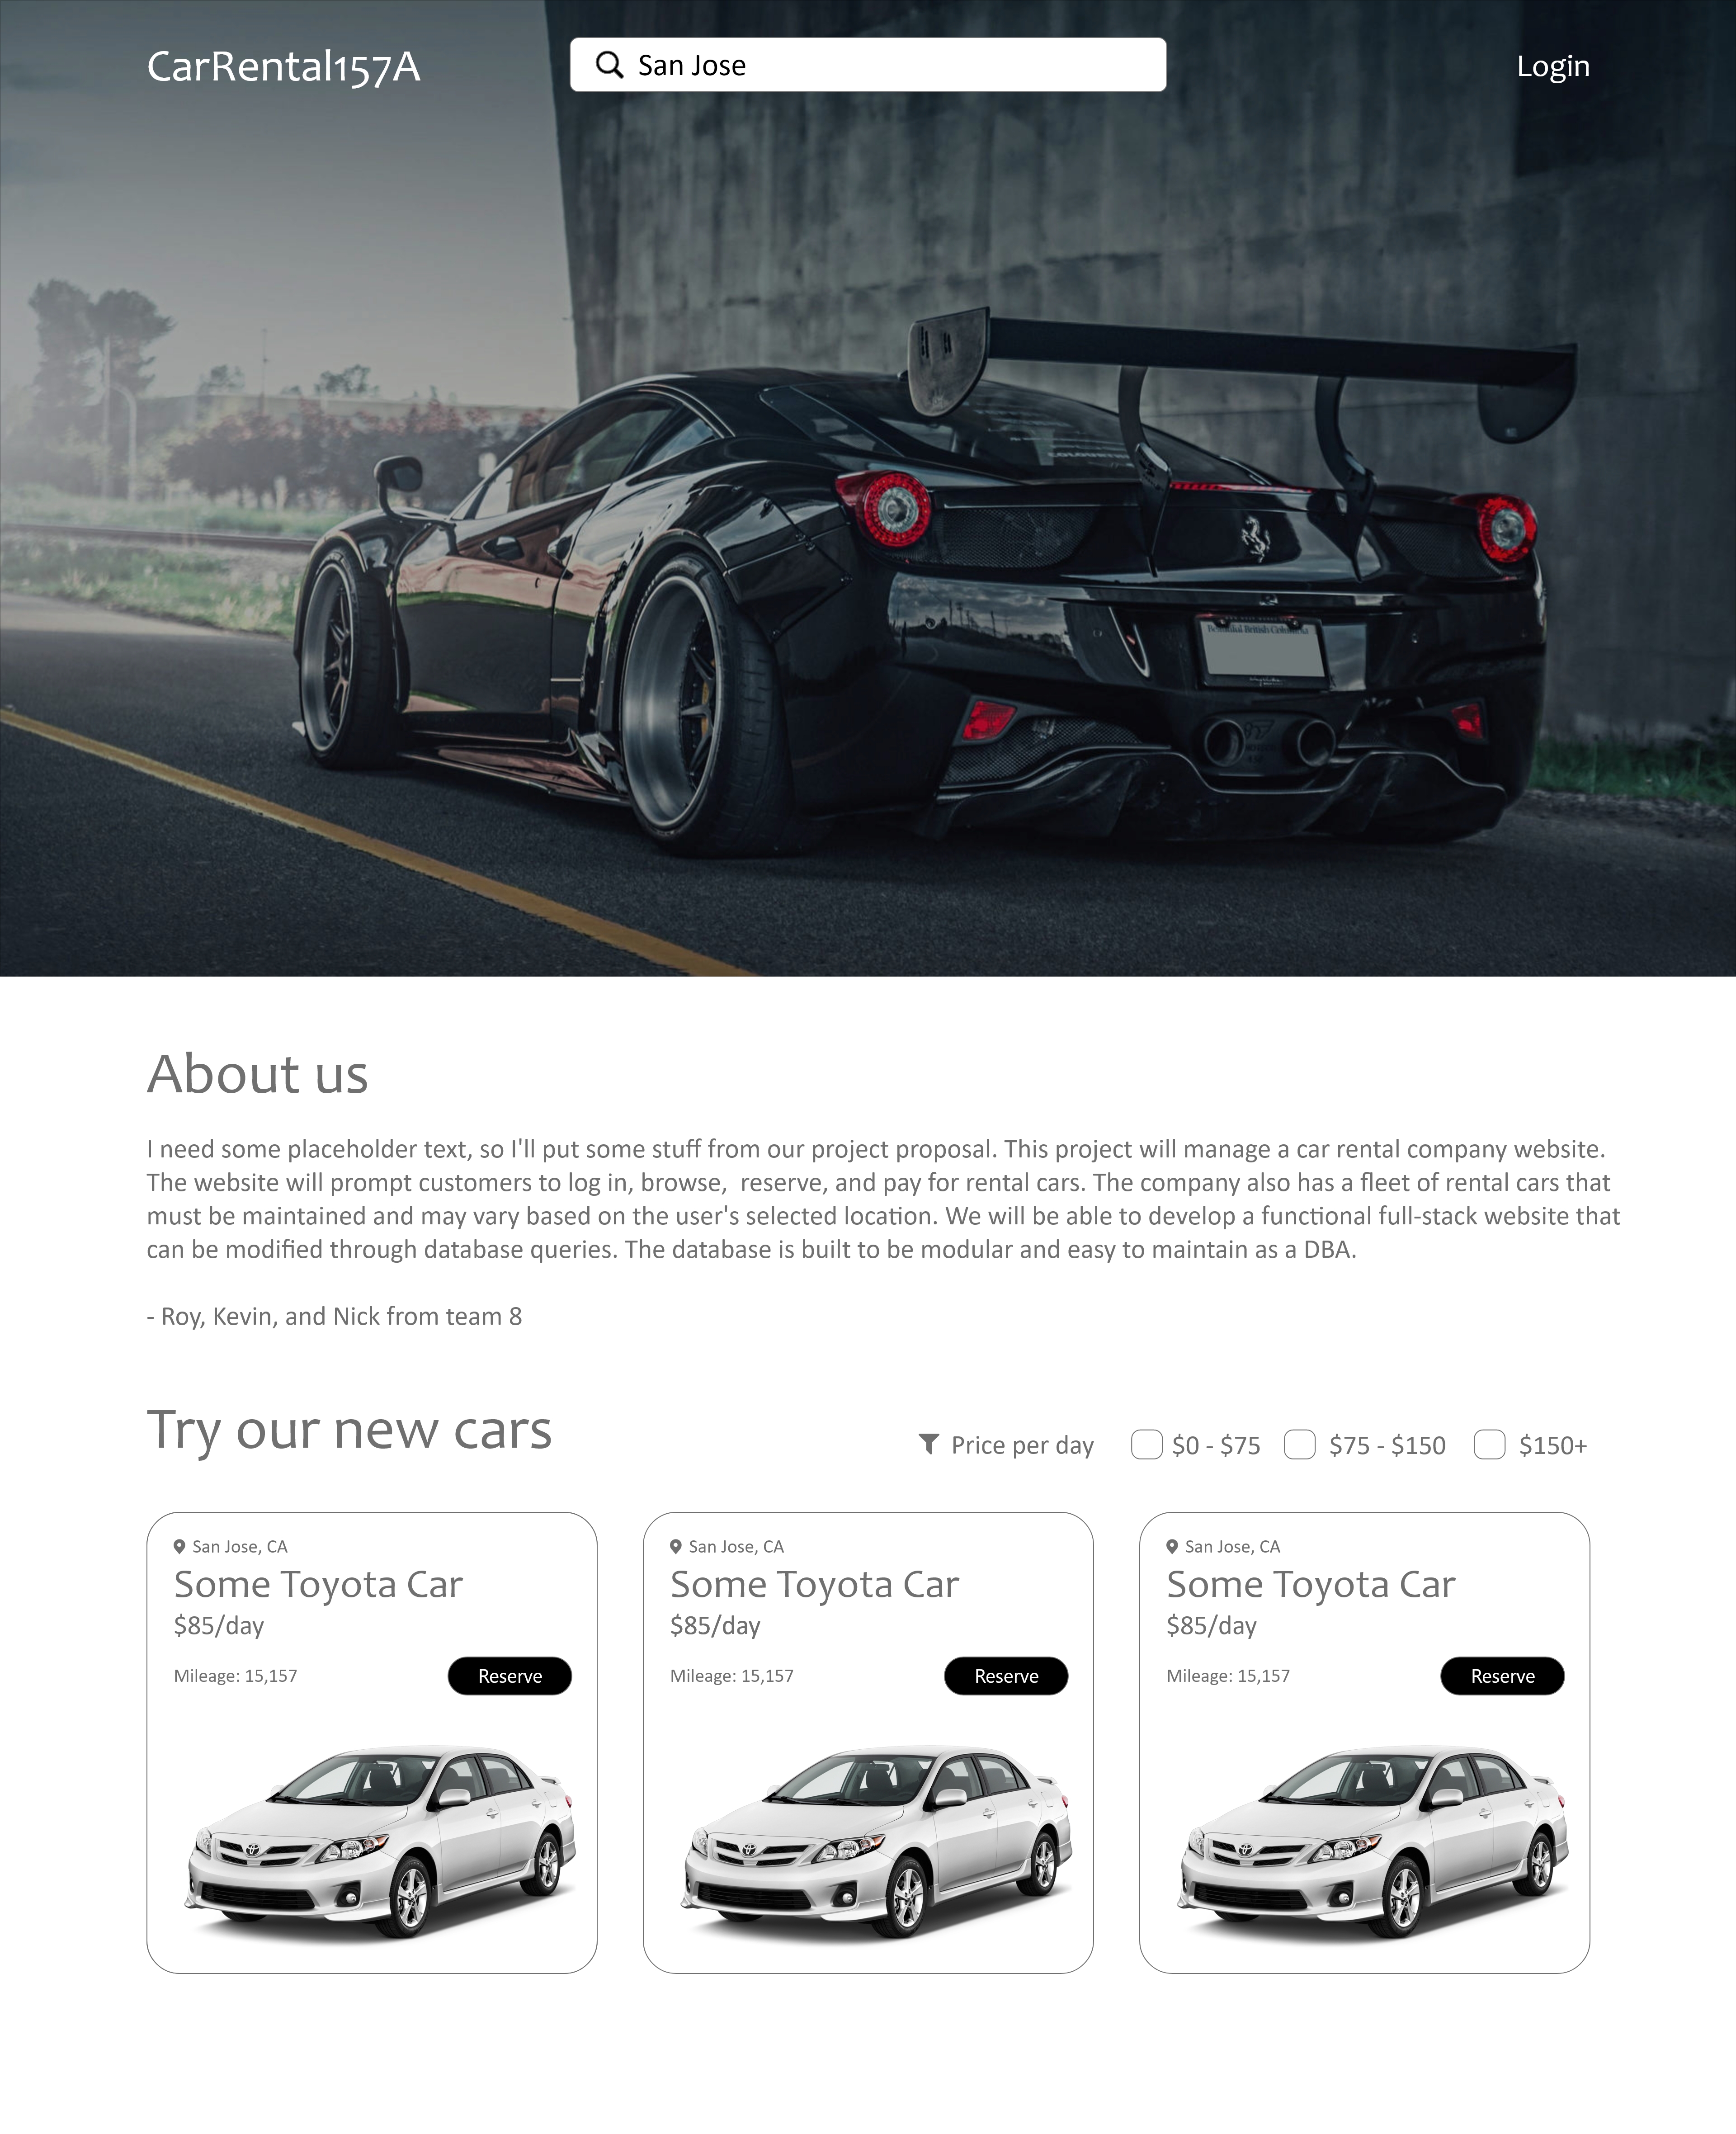 CarRental157A
San Jose
Login
Beautiful British Columbia
About us
I need some placeholder text, so I'll put some stuff from our project proposal. This project will manage a car rental company website.
The website will prompt customers to log in, browse,  reserve, and pay for rental cars. The company also has a fleet of rental cars that
must be maintained and may vary based on the user's selected location. We will be able to develop a functional full-stack website that
can be modified through database queries. The database is built to be modular and easy to maintain as a DBA.
- Roy, Kevin, and Nick from team 8
Try our new cars
Price per day
$0 - $75
$75 - $150
$150+
San Jose, CA
Some Toyota Car
$85/day
Mileage: 15,157
Reserve
San Jose, CA
Some Toyota Car
$85/day
Mileage: 15,157
Reserve
San Jose, CA
Some Toyota Car
$85/day
Mileage: 15,157
Reserve